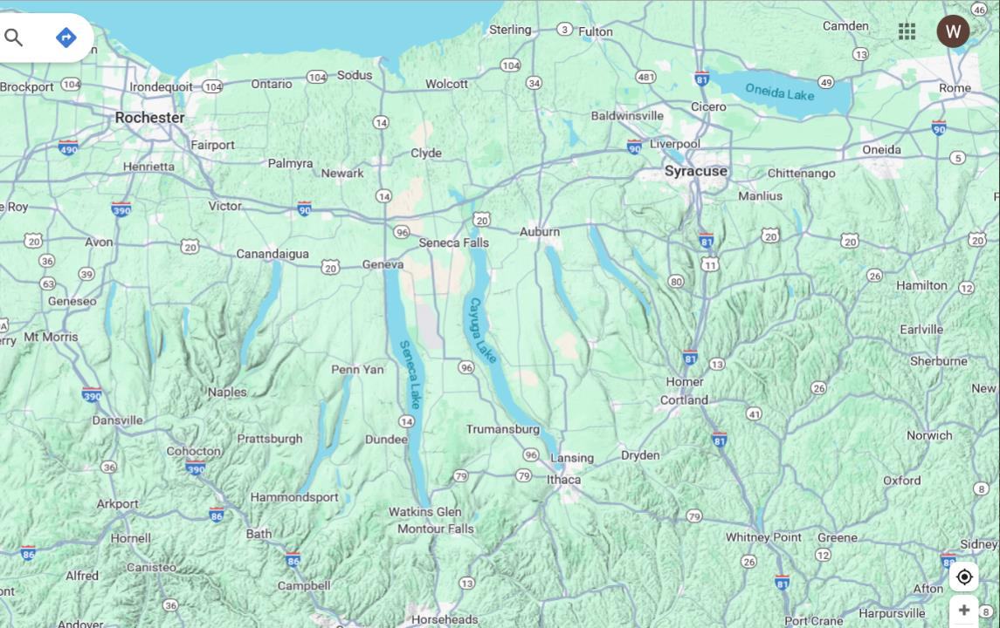 46
Camden
Sterling
3
Fulton
W
13
104
Brockport
104
Irondequoit
104
Ontario
104
Sodus
Wolcott
34
481
81
Oneida Lake
49
Rome
Rochester
14
Baldwinsville
Cicero
90
490
Fairport
Clyde
90
Liverpool
Oneida
5
Henrietta
Palmyra
Newark
Syracuse
Chittenango
e Roy
390
Victor
90
14
Manlius
20
Avon
20
96
Seneca Falls
20
Auburn
81
20
20
20
36
39
Canandaigua
20
Geneva
11
63
80
26
Hamilton
12
Geneseo
Mt Morris
Cayuga Lake
Earlville
Seneca Lake
81
13
Sherburne
Penn Yan
96
Homer
Cortland
26
New
390
Naples
Dansville
14
Trumansburg
41
Prattsburgh
Dundee
81
Norwich
Cohocton
390
36
96
Lansing
Dryden
79
79
Ithaca
Oxford
8
Hammondsport
Arkport
86
Watkins Glen
Montour Falls
79
Hornell
Bath
Whitney Point
Greene
Sidney
86
86
12
26
88
Canisteo
Alfred
Campbell
13
81
Afton
36
Horseheads
Port Crane
Harpursville
8
Andover